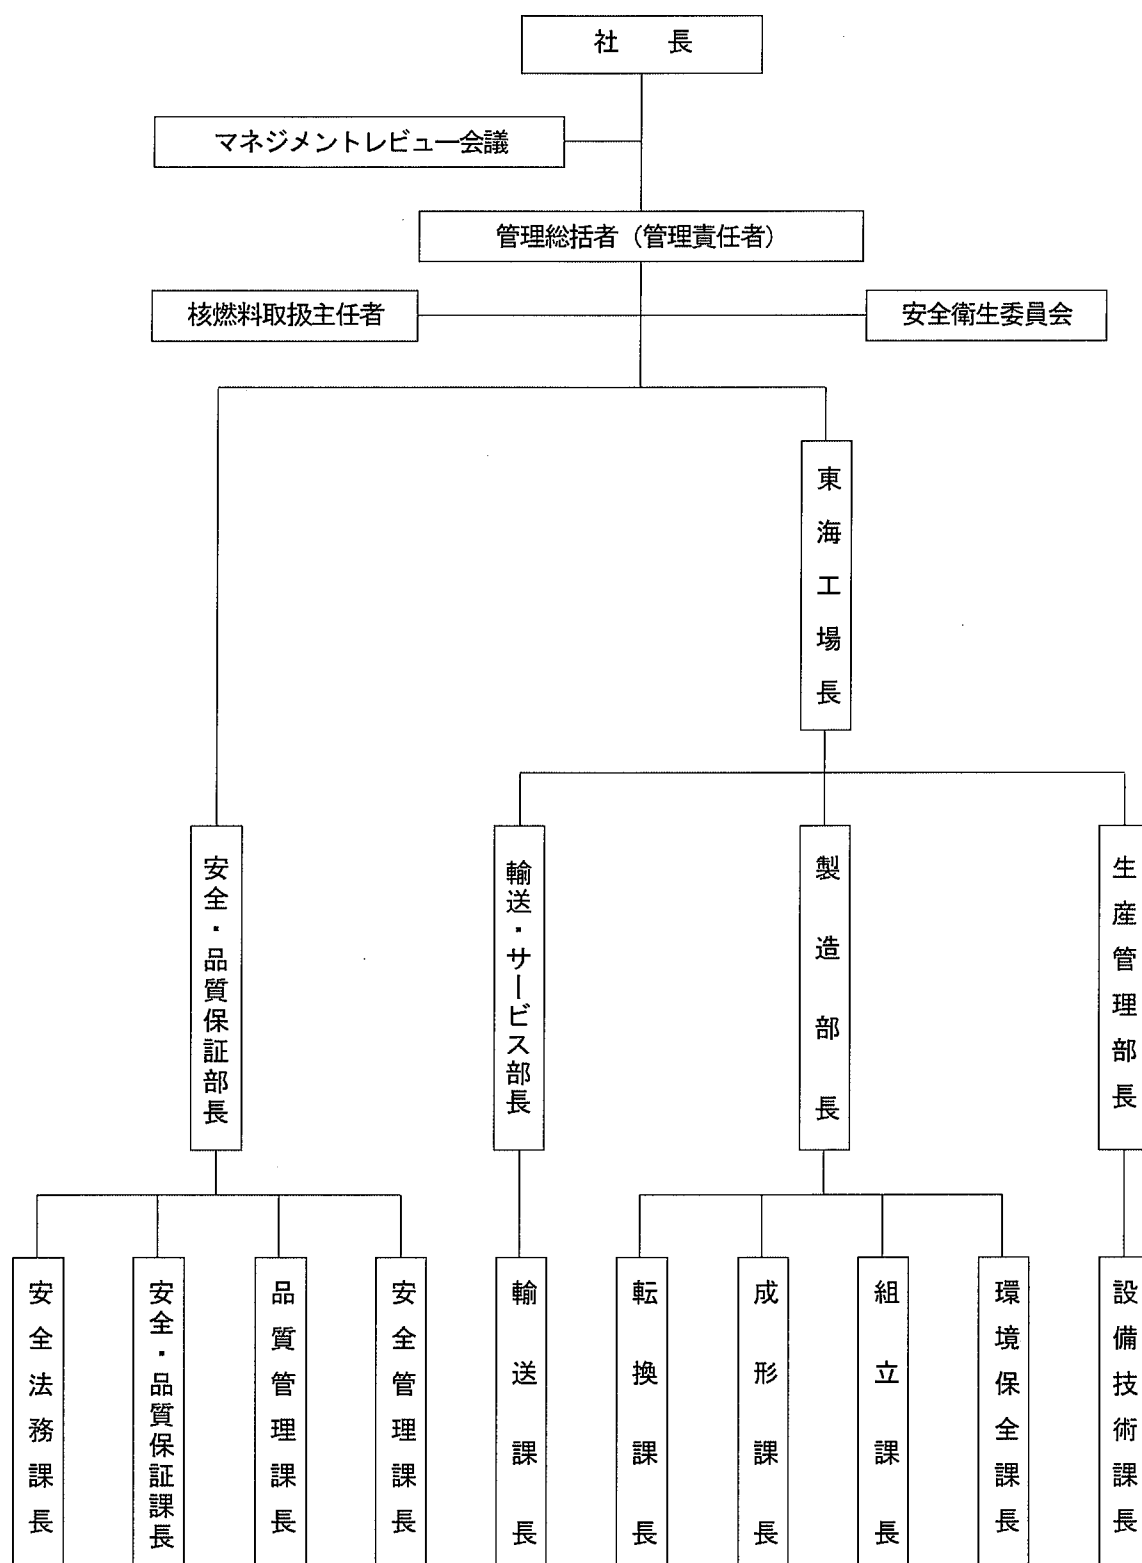 社　長
マネジメントレビュー会議
管理総括者（管理責任者）
核燃料取扱主任者
安全衛生委員会
東海工場長
安全・品質保証部長
輸送・サービス部長
製造部長
生産管理部長
安全法務課長
安全・品質保証課長
品質管理課長
安全管理課長
輸送課長
転換課長
成形課長
組立課長
環境保全課長
設備技術課長